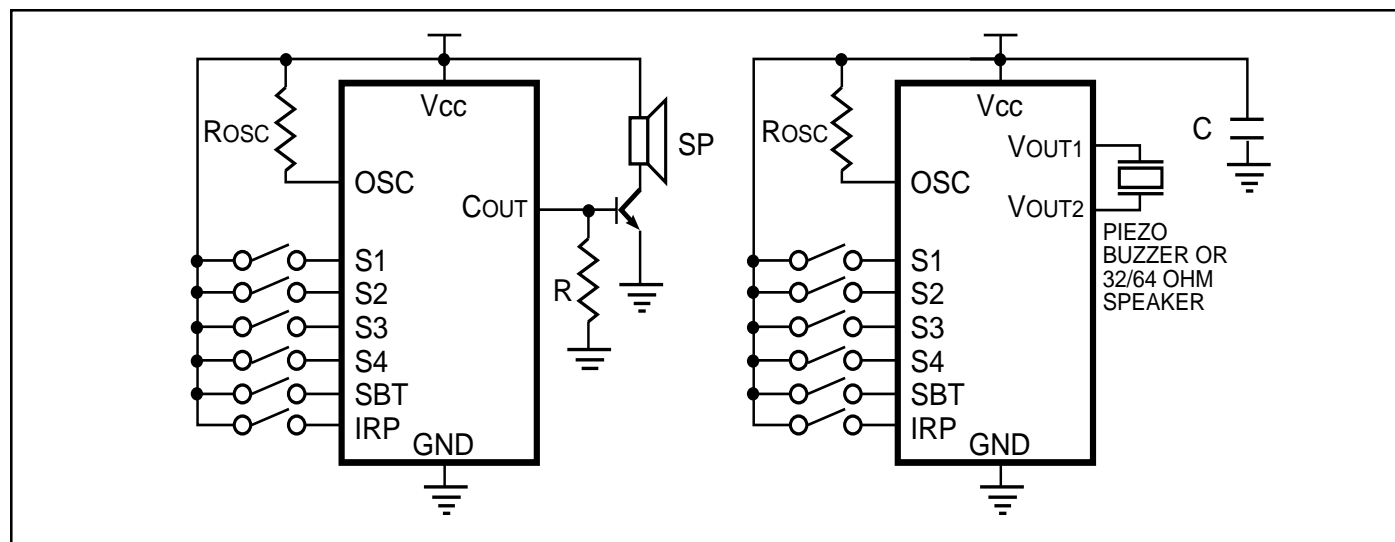 Vcc
ROSC
OSC
SP
COUT
S1
S2
S3
S4
SBT
IRP
R
GND
Vcc
ROSC
OSC
VOUT1
VOUT2
C
PIEZO
BUZZER OR
32/64 OHM
SPEAKER
S1
S2
S3
S4
SBT
IRP
GND